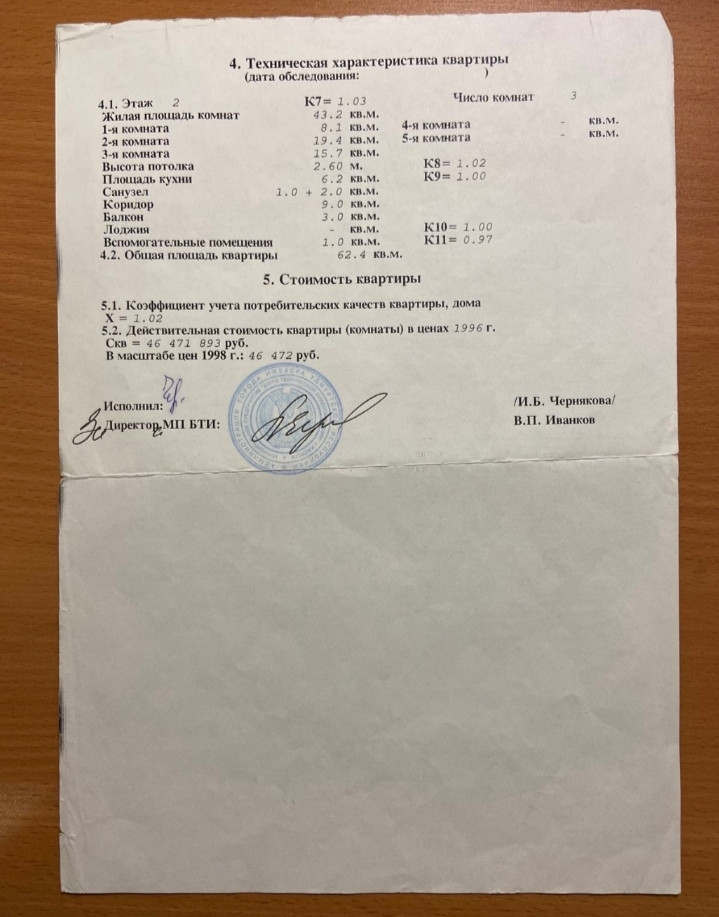 4. Техническая характеристика квартиры
(дата обследования: )
4.1. Этаж 2 К7= 1.03 Число комнат 3
Жилая площадь комнат 43.2 кв.м.
1-я комната 8.1 кв.м. 4-я комната - кв.м.
2-я комната 19.4 кв.м. 5-я комната - кв.м.
3-я комната 15.7 кв.м.
Высота потолка 2.60 м. К8= 1.02
Площадь кухни 6.2 кв.м. К9= 1.00
Санузел 1.0 + 2.0 кв.м.
Коридор 9.0 кв.м.
Балкон 3.0 кв.м.
Лоджия - кв.м. К10= 1.00
Вспомогательные помещения 1.0 кв.м. К11= 0.97
4.2. Общая площадь квартиры 62.4 кв.м.
5. Стоимость квартиры
5.1. Коэффициент учета потребительских качеств квартиры, дома
Х = 1.02
5.2. Действительная стоимость квартиры (комнаты) в ценах 1996 г.
Скв = 46 471 893 руб.
В масштабе цен 1998 г.: 46 472 руб.
Исполнил: /И.Б. Чернякова/
Директор МП БТИ: В.П. Иванков